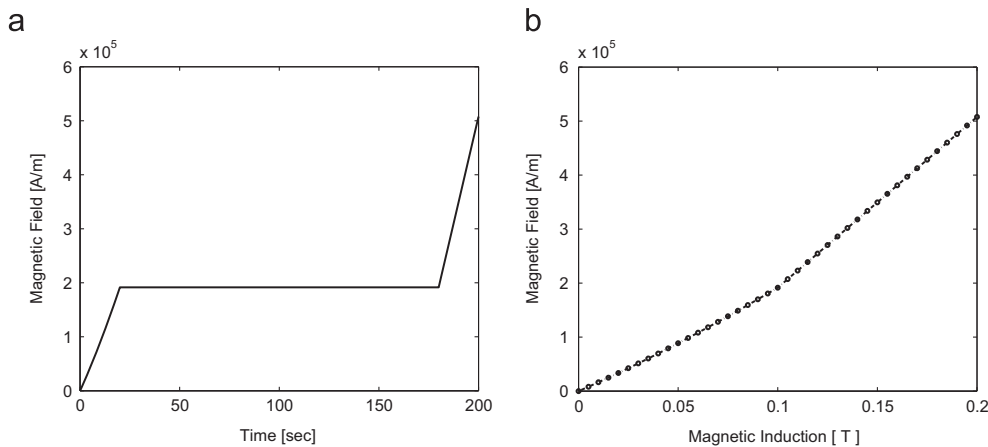 a
x 10^5
6
5
4
3
2
1
0
0 50 100 150 200
Magnetic Field [A/m]
Time [sec]
b
x 10^5
6
5
4
3
2
1
0
0 0.05 0.1 0.15 0.2
Magnetic Field [A/m]
Magnetic Induction [ T ]